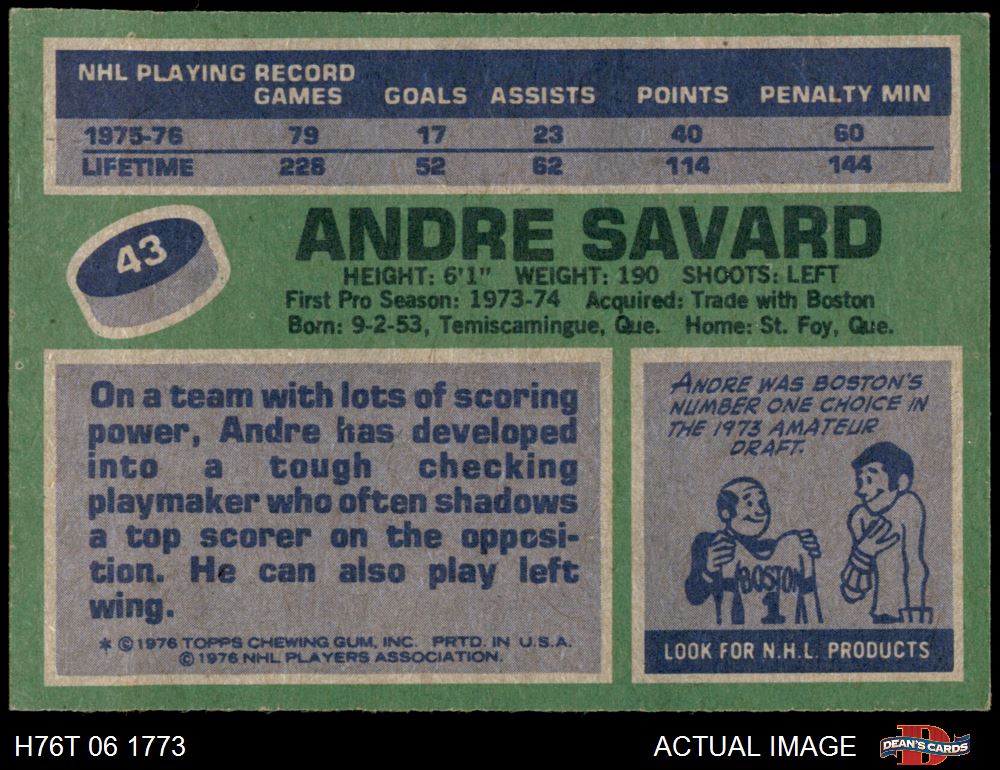 NHL PLAYING RECORD
GAMES GOALS ASSISTS POINTS PENALTY MIN
1975-76 79 17 23 40 60
LIFETIME 228 52 62 114 144
43
ANDRE SAVARD
HEIGHT: 6'1" WEIGHT: 190 SHOOTS: LEFT
First Pro Season: 1973-74 Acquired: Trade with Boston
Born: 9-2-53, Temiscamingue, Que. Home: St. Foy, Que.
On a team with lots of scoring
power, Andre has developed
into a tough checking
playmaker who often shadows
a top scorer on the opposi-
tion. He can also play left
wing.
* © 1976 TOPPS CHEWING GUM, INC. PRTD. IN U.S.A.
© 1976 NHL PLAYERS ASSOCIATION.
ANDRE WAS BOSTON'S
NUMBER ONE CHOICE IN
THE 1973 AMATEUR
DRAFT.
BOSTON
1
LOOK FOR N.H.L. PRODUCTS
H76T 06 1773
ACTUAL IMAGE
D
DEAN'S CARDS